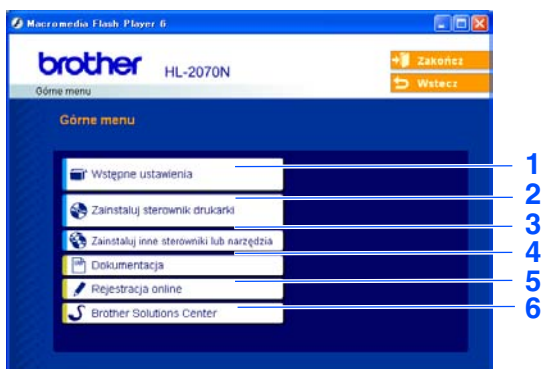 Macromedia Flash Player 6
brother HL-2070N
Zakończ
Wstecz
Górne menu
Górne menu
Wstępne ustawienia 1
Zainstaluj sterownik drukarki 2
Zainstaluj inne sterowniki lub narzędzia 3
Dokumentacja 4
Rejestracja online 5
Brother Solutions Center 6